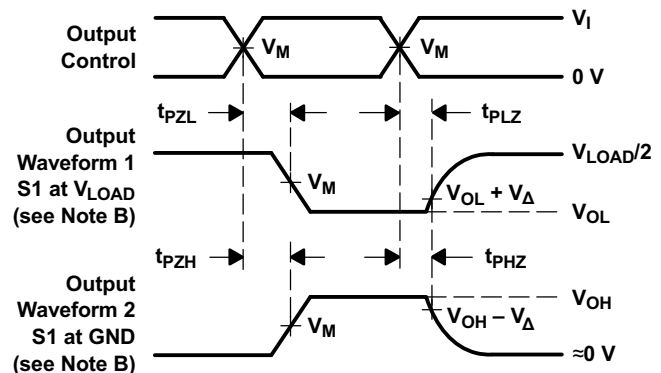 Output
Control
V_I
V_M
V_M
0 V
t_PZL
t_PLZ
Output
Waveform 1
S1 at V_LOAD
(see Note B)
V_LOAD/2
V_M
V_OL + V_Δ
V_OL
t_PZH
t_PHZ
Output
Waveform 2
S1 at GND
(see Note B)
V_OH
V_M
V_OH − V_Δ
≈0 V